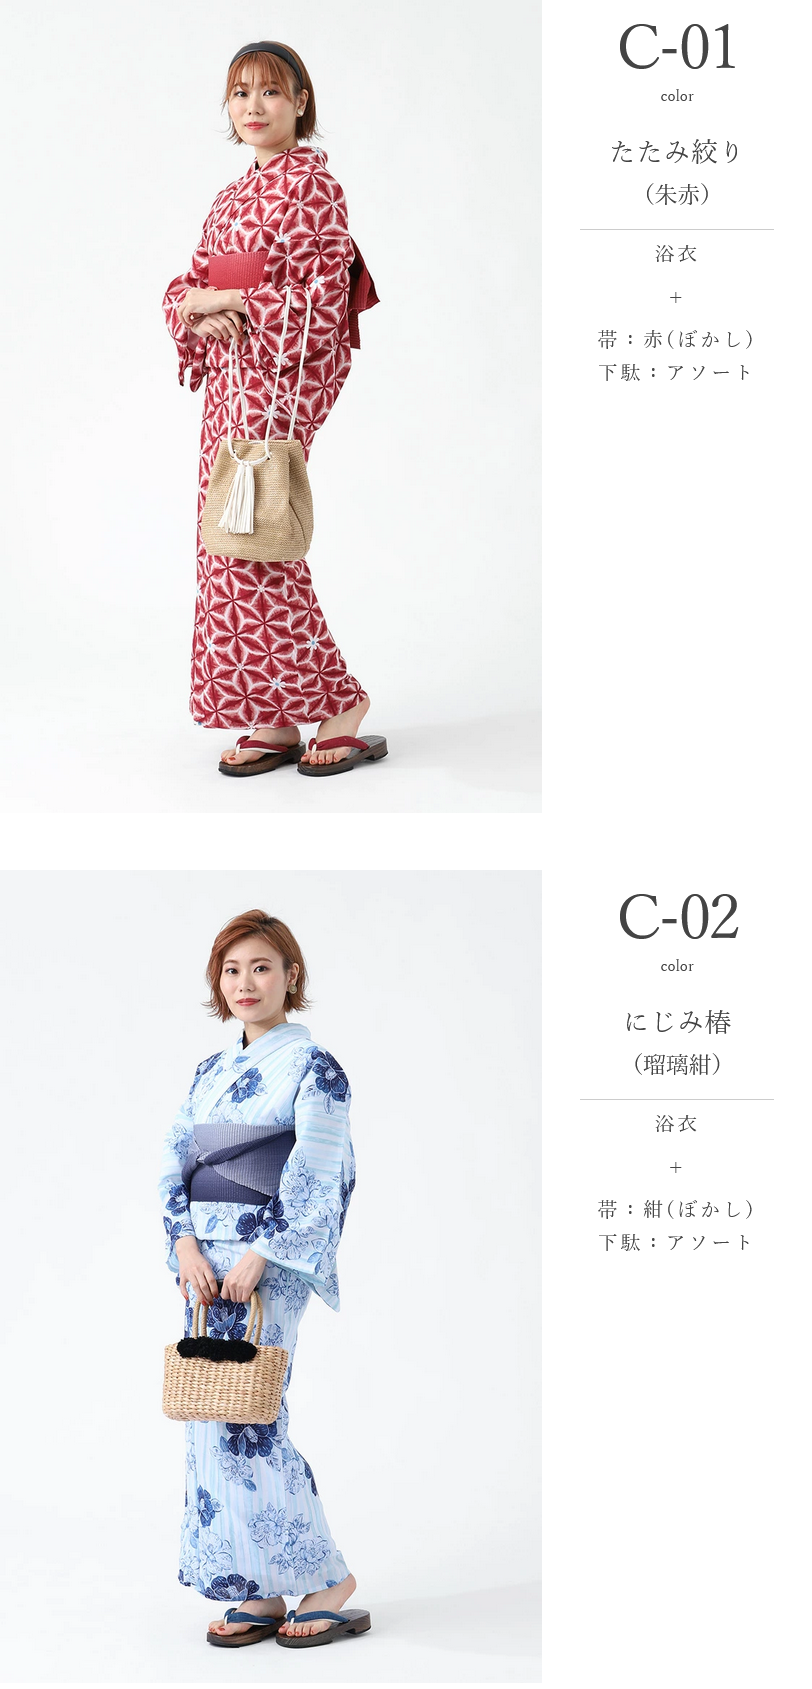 C-01
color
たたみ絞り
（朱赤）
浴衣
+
帯：赤（ぼかし）
下駄：アソート
C-02
color
にじみ椿
（瑠璃紺）
浴衣
+
帯：紺（ぼかし）
下駄：アソート